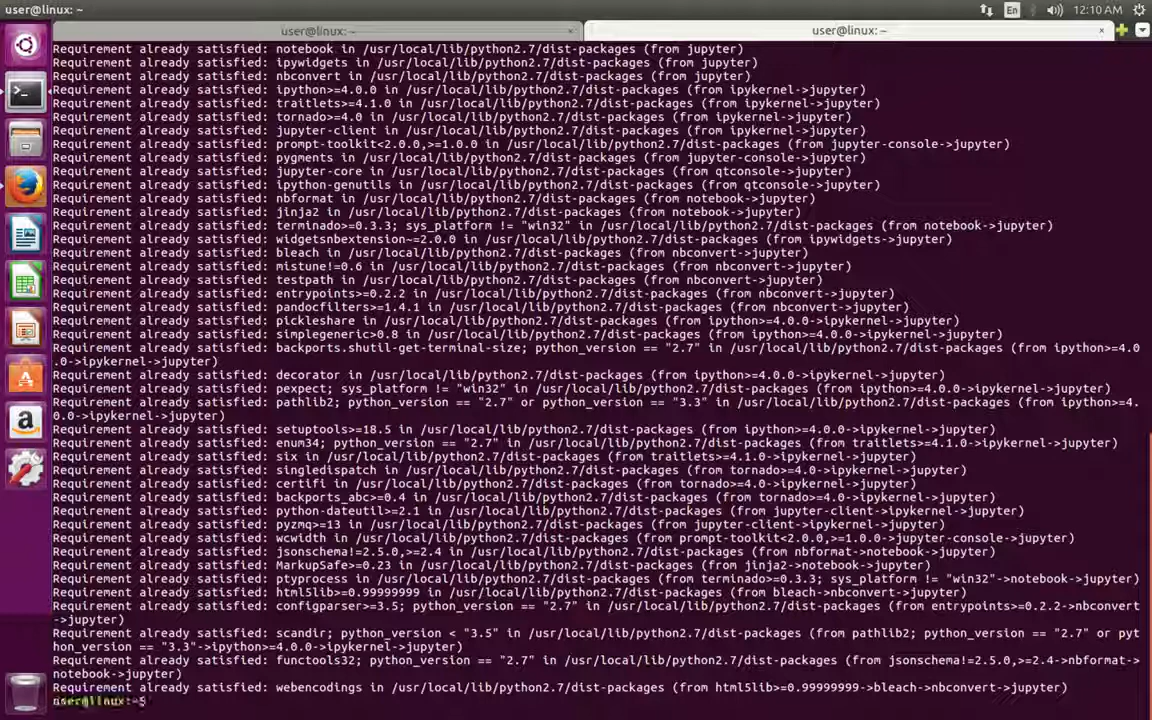 user@linux: ~
En
12:10 AM
user@linux: ~ ×
user@linux: ~ ×
Requirement already satisfied: notebook in /usr/local/lib/python2.7/dist-packages (from jupyter)
Requirement already satisfied: ipywidgets in /usr/local/lib/python2.7/dist-packages (from jupyter)
Requirement already satisfied: nbconvert in /usr/local/lib/python2.7/dist-packages (from jupyter)
Requirement already satisfied: ipython>=4.0.0 in /usr/local/lib/python2.7/dist-packages (from ipykernel->jupyter)
Requirement already satisfied: traitlets>=4.1.0 in /usr/local/lib/python2.7/dist-packages (from ipykernel->jupyter)
Requirement already satisfied: tornado>=4.0 in /usr/local/lib/python2.7/dist-packages (from ipykernel->jupyter)
Requirement already satisfied: jupyter-client in /usr/local/lib/python2.7/dist-packages (from ipykernel->jupyter)
Requirement already satisfied: prompt-toolkit<2.0.0,>=1.0.0 in /usr/local/lib/python2.7/dist-packages (from jupyter-console->jupyter)
Requirement already satisfied: pygments in /usr/local/lib/python2.7/dist-packages (from jupyter-console->jupyter)
Requirement already satisfied: jupyter-core in /usr/local/lib/python2.7/dist-packages (from qtconsole->jupyter)
Requirement already satisfied: ipython-genutils in /usr/local/lib/python2.7/dist-packages (from qtconsole->jupyter)
Requirement already satisfied: nbformat in /usr/local/lib/python2.7/dist-packages (from notebook->jupyter)
Requirement already satisfied: jinja2 in /usr/local/lib/python2.7/dist-packages (from notebook->jupyter)
Requirement already satisfied: terminado>=0.3.3; sys_platform != "win32" in /usr/local/lib/python2.7/dist-packages (from notebook->jupyter)
Requirement already satisfied: widgetsnbextension~=2.0.0 in /usr/local/lib/python2.7/dist-packages (from ipywidgets->jupyter)
Requirement already satisfied: bleach in /usr/local/lib/python2.7/dist-packages (from nbconvert->jupyter)
Requirement already satisfied: mistune!=0.6 in /usr/local/lib/python2.7/dist-packages (from nbconvert->jupyter)
Requirement already satisfied: testpath in /usr/local/lib/python2.7/dist-packages (from nbconvert->jupyter)
Requirement already satisfied: entrypoints>=0.2.2 in /usr/local/lib/python2.7/dist-packages (from nbconvert->jupyter)
Requirement already satisfied: pandocfilters>=1.4.1 in /usr/local/lib/python2.7/dist-packages (from nbconvert->jupyter)
Requirement already satisfied: pickleshare in /usr/local/lib/python2.7/dist-packages (from ipython>=4.0.0->ipykernel->jupyter)
Requirement already satisfied: simplegeneric>0.8 in /usr/local/lib/python2.7/dist-packages (from ipython>=4.0.0->ipykernel->jupyter)
Requirement already satisfied: backports.shutil-get-terminal-size; python_version == "2.7" in /usr/local/lib/python2.7/dist-packages (from ipython>=4.0
.0->ipykernel->jupyter)
Requirement already satisfied: decorator in /usr/local/lib/python2.7/dist-packages (from ipython>=4.0.0->ipykernel->jupyter)
Requirement already satisfied: pexpect; sys_platform != "win32" in /usr/local/lib/python2.7/dist-packages (from ipython>=4.0.0->ipykernel->jupyter)
Requirement already satisfied: pathlib2; python_version == "2.7" or python_version == "3.3" in /usr/local/lib/python2.7/dist-packages (from ipython>=4.
0.0->ipykernel->jupyter)
Requirement already satisfied: setuptools>=18.5 in /usr/local/lib/python2.7/dist-packages (from ipython>=4.0.0->ipykernel->jupyter)
Requirement already satisfied: enum34; python_version == "2.7" in /usr/local/lib/python2.7/dist-packages (from traitlets>=4.1.0->ipykernel->jupyter)
Requirement already satisfied: six in /usr/local/lib/python2.7/dist-packages (from traitlets>=4.1.0->ipykernel->jupyter)
Requirement already satisfied: singledispatch in /usr/local/lib/python2.7/dist-packages (from tornado>=4.0->ipykernel->jupyter)
Requirement already satisfied: certifi in /usr/local/lib/python2.7/dist-packages (from tornado>=4.0->ipykernel->jupyter)
Requirement already satisfied: backports_abc>=0.4 in /usr/local/lib/python2.7/dist-packages (from tornado>=4.0->ipykernel->jupyter)
Requirement already satisfied: python-dateutil>=2.1 in /usr/local/lib/python2.7/dist-packages (from jupyter-client->ipykernel->jupyter)
Requirement already satisfied: pyzmq>=13 in /usr/local/lib/python2.7/dist-packages (from jupyter-client->ipykernel->jupyter)
Requirement already satisfied: wcwidth in /usr/local/lib/python2.7/dist-packages (from prompt-toolkit<2.0.0,>=1.0.0->jupyter-console->jupyter)
Requirement already satisfied: jsonschema!=2.5.0,>=2.4 in /usr/local/lib/python2.7/dist-packages (from nbformat->notebook->jupyter)
Requirement already satisfied: MarkupSafe>=0.23 in /usr/local/lib/python2.7/dist-packages (from jinja2->notebook->jupyter)
Requirement already satisfied: ptyprocess in /usr/local/lib/python2.7/dist-packages (from terminado>=0.3.3; sys_platform != "win32"->notebook->jupyter)
Requirement already satisfied: html5lib>=0.99999999 in /usr/local/lib/python2.7/dist-packages (from bleach->nbconvert->jupyter)
Requirement already satisfied: configparser>=3.5; python_version == "2.7" in /usr/local/lib/python2.7/dist-packages (from entrypoints>=0.2.2->nbconvert
->jupyter)
Requirement already satisfied: scandir; python_version < "3.5" in /usr/local/lib/python2.7/dist-packages (from pathlib2; python_version == "2.7" or pyt
hon_version == "3.3"->ipython>=4.0.0->ipykernel->jupyter)
Requirement already satisfied: functools32; python_version == "2.7" in /usr/local/lib/python2.7/dist-packages (from jsonschema!=2.5.0,>=2.4->nbformat->
notebook->jupyter)
Requirement already satisfied: webencodings in /usr/local/lib/python2.7/dist-packages (from html5lib>=0.99999999->bleach->nbconvert->jupyter)
user@linux:~$